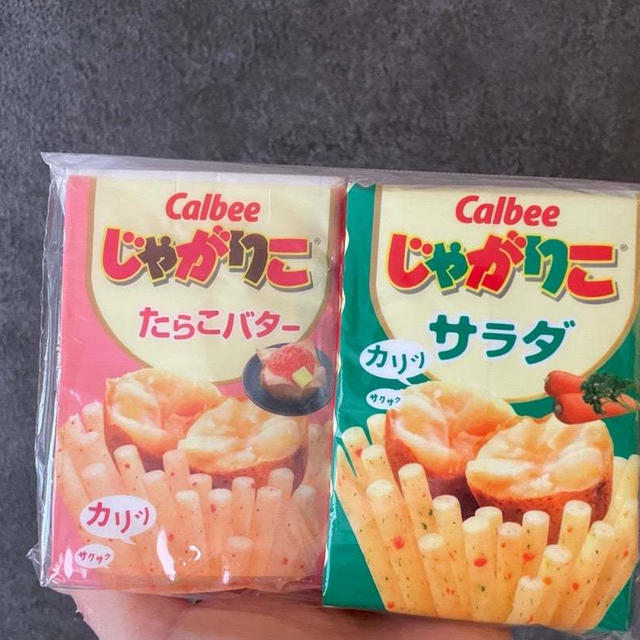 Calbee
じゃがりこ®
たらこバター
カリッ
サクサク
Calbee
じゃがりこ®
サラダ
カリッ
サクサク